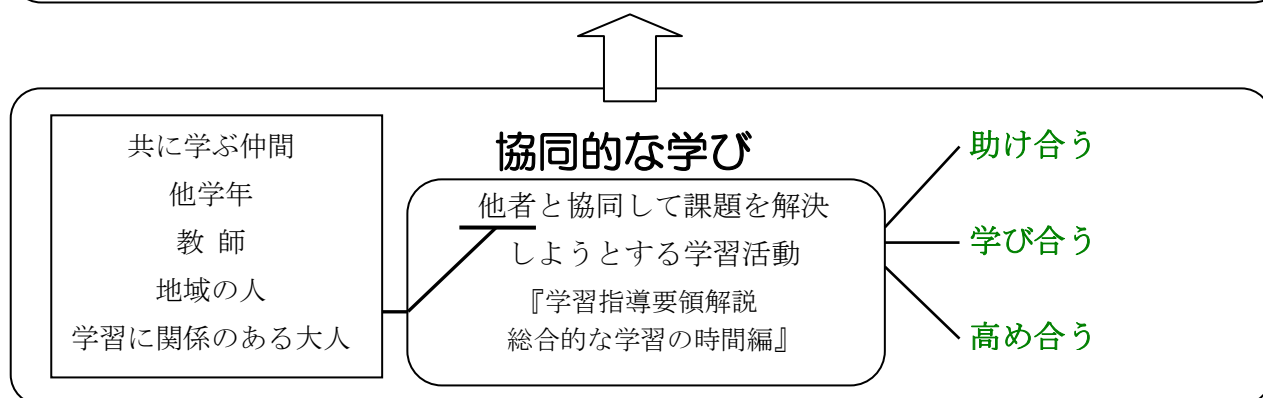 協同的な学び
共に学ぶ仲間
他学年
教 師
地域の人
学習に関係のある大人
他者と協同して課題を解決
しようとする学習活動
『学習指導要領解説
総合的な学習の時間編』
助け合う
学び合う
高め合う